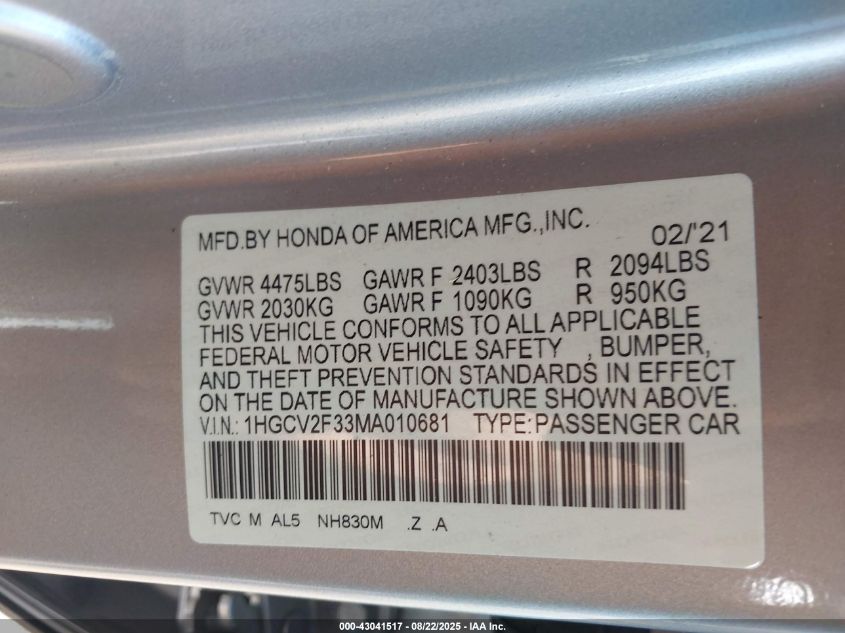 MFD.BY HONDA OF AMERICA MFG.,INC. 02/'21
GVWR 4475LBS GAWR F 2403LBS R 2094LBS
GVWR 2030KG GAWR F 1090KG R 950KG
THIS VEHICLE CONFORMS TO ALL APPLICABLE
FEDERAL MOTOR VEHICLE SAFETY , BUMPER,
AND THEFT PREVENTION STANDARDS IN EFFECT
ON THE DATE OF MANUFACTURE SHOWN ABOVE.
V.I.N.: 1HGCV2F33MA010681 TYPE:PASSENGER CAR
TVC M AL5 NH830M .Z .A
000-43041517 - 08/22/2025 - IAA Inc.